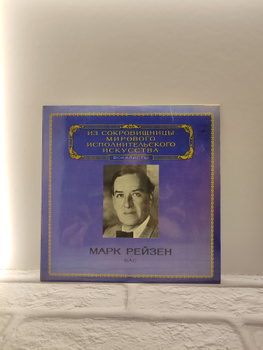 ИЗ СОКРОВИЩНИЦЫ
МИРОВОГО
ИСПОЛНИТЕЛЬСКОГО
ИСКУССТВА
МАРК РЕЙЗЕН